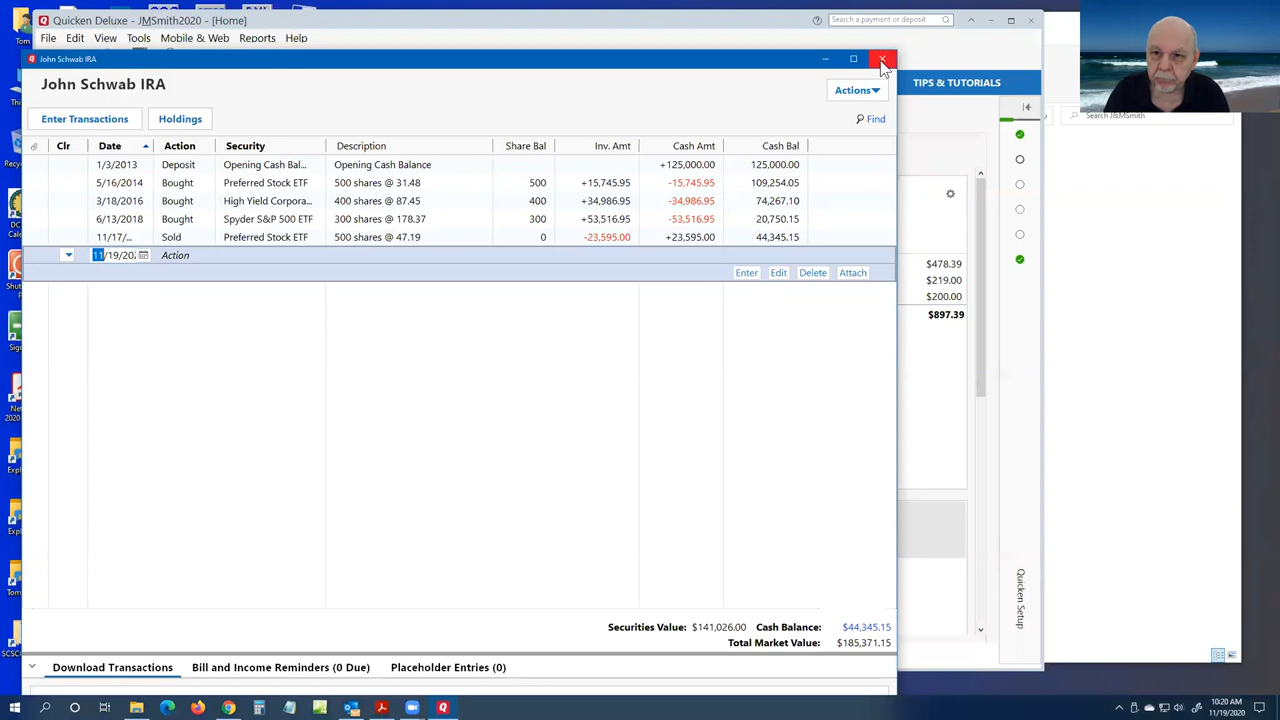 Quicken Deluxe - JMSmith2020 - [Home]
Search a payment or deposit
File Edit View Tools Mobile & Web Reports Help
John Schwab IRA
John Schwab IRA
TIPS & TUTORIALS
Actions
Search J&MSmith
Enter Transactions Holdings
Find
Clr Date Action Security Description Share Bal Inv. Amt Cash Amt Cash Bal
1/3/2013 Deposit Opening Cash Bal... Opening Cash Balance +125,000.00 125,000.00
5/16/2014 Bought Preferred Stock ETF 500 shares @ 31.48 500 +15,745.95 -15,745.95 109,254.05
3/18/2016 Bought High Yield Corpora... 400 shares @ 87.45 400 +34,986.95 -34,986.95 74,267.10
6/13/2018 Bought Spyder S&P 500 ETF 300 shares @ 178.37 300 +53,516.95 -53,516.95 20,750.15
11/17/... Sold Preferred Stock ETF 500 shares @ 47.19 0 -23,595.00 +23,595.00 44,345.15
11/19/202 Action
Enter Edit Delete Attach
$478.39
$219.00
$200.00
$897.39
Quicken Setup
Securities Value: $141,026.00 Cash Balance: $44,345.15
Total Market Value: $185,371.15
Download Transactions Bill and Income Reminders (0 Due) Placeholder Entries (0)
10:20 AM
11/19/2020